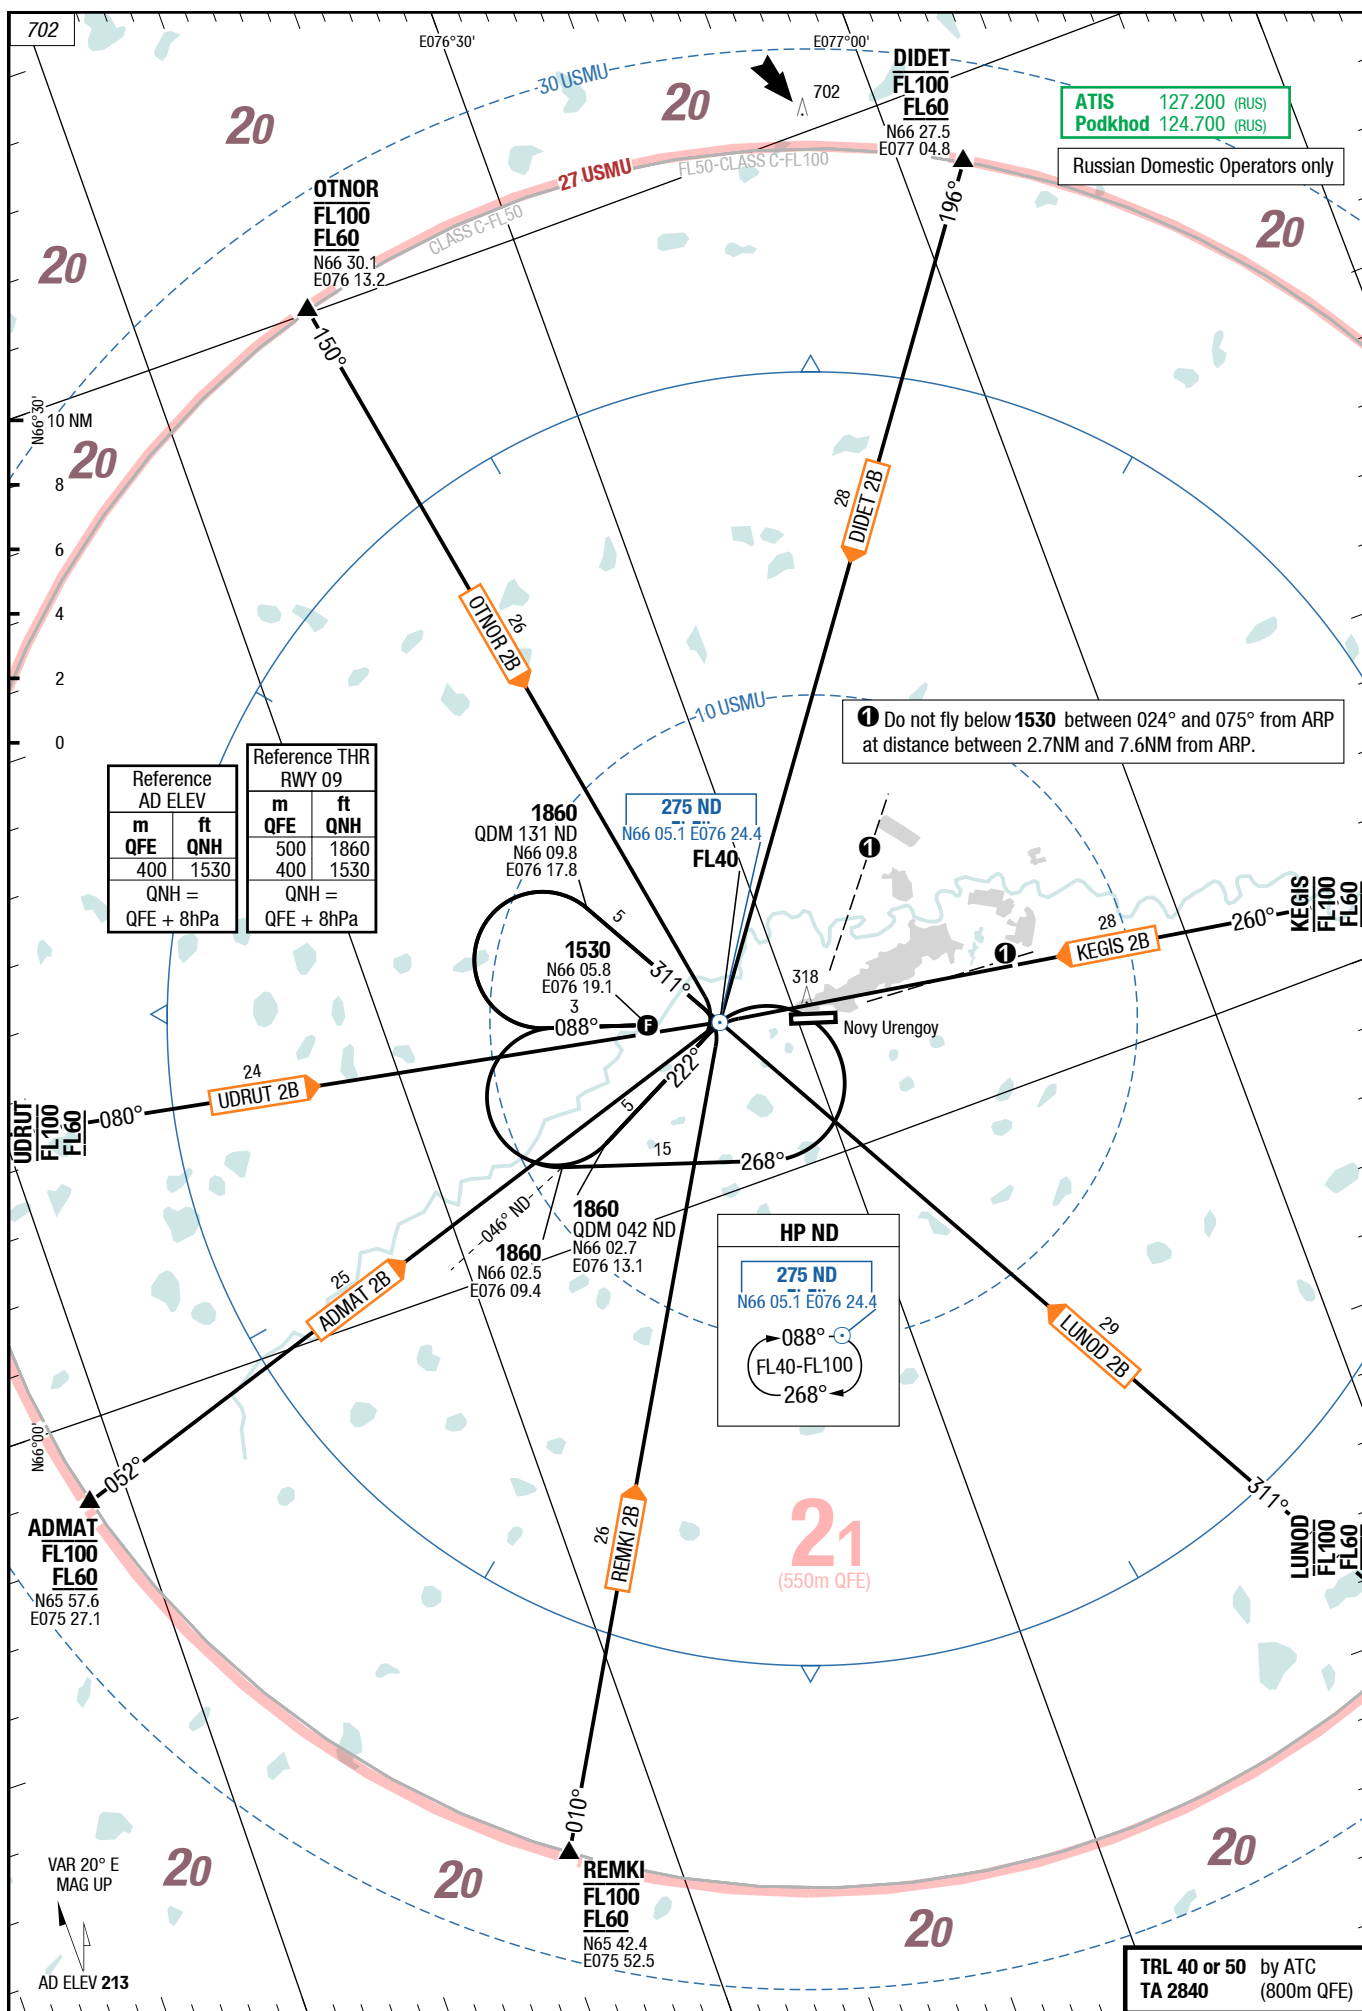 702
E076°30'
E077°00'
30 USMU
20
20
702
DIDET
FL100
FL60
N66 27.5
E077 04.8
ATIS 127.200 (RUS)
Podkhod 124.700 (RUS)
Russian Domestic Operators only
27 USMU
FL50-CLASS C-FL100
CLASS C-FL50
OTNOR
FL100
FL60
N66 30.1
E076 13.2
196°
20
20
150°
N66°30'
10 NM
8
6
4
2
0
20
28
DIDET 2B
26
OTNOR 2B
10 USMU
1 Do not fly below 1530 between 024° and 075° from ARP
at distance between 2.7NM and 7.6NM from ARP.
Reference
AD ELEV
m ft
QFE QNH
400 1530
QNH =
QFE + 8hPa
Reference THR
RWY 09
m ft
QFE QNH
500 1860
400 1530
QNH =
QFE + 8hPa
1860
QDM 131 ND
N66 09.8
E076 17.8
275 ND
N66 05.1 E076 24.4
FL40
1
5
311°
1530
N66 05.8
E076 19.1
3
088°
F
318
Novy Urengoy
1
28
KEGIS 2B
260°
KEGIS
FL100
FL60
UDRUT
FL100
FL60
080°
24
UDRUT 2B
222°
5
15
268°
046° ND
1860
N66 02.5
E076 09.4
1860
QDM 042 ND
N66 02.7
E076 13.1
HP ND
275 ND
N66 05.1 E076 24.4
088°
FL40-FL100
268°
25
ADMAT 2B
29
LUNOD 2B
N66°00'
052°
ADMAT
FL100
FL60
N65 57.6
E075 27.1
26
REMKI 2B
21
(550m QFE)
311°
LUNOD
FL100
FL60
010°
REMKI
FL100
FL60
N65 42.4
E075 52.5
20
20
20
20
VAR 20° E
MAG UP
AD ELEV 213
TRL 40 or 50 by ATC
TA 2840 (800m QFE)